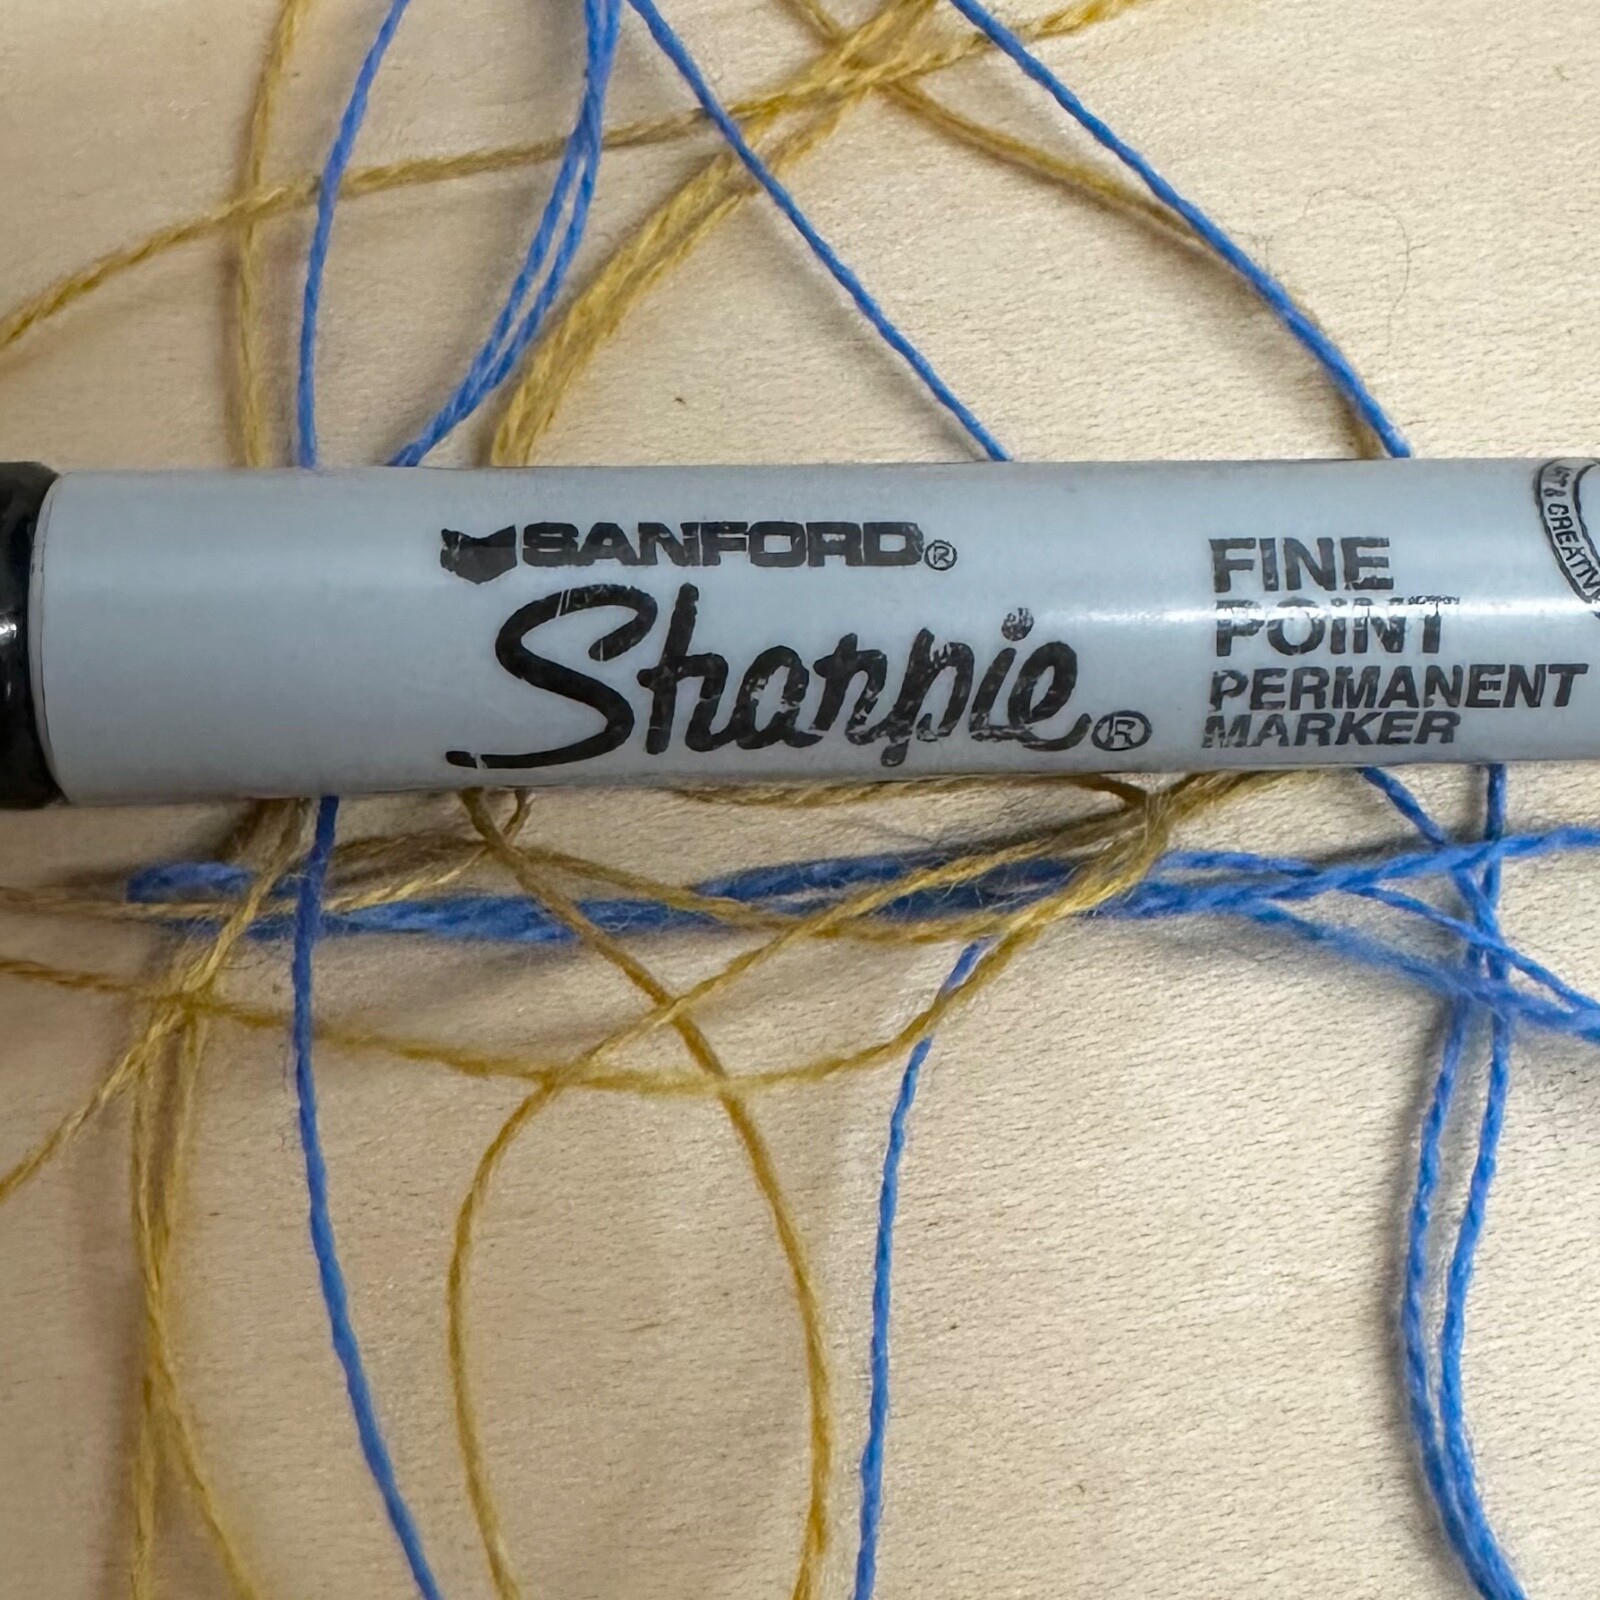 SANFORD®
Sharpie®
FINE
POINT
PERMANENT
MARKER